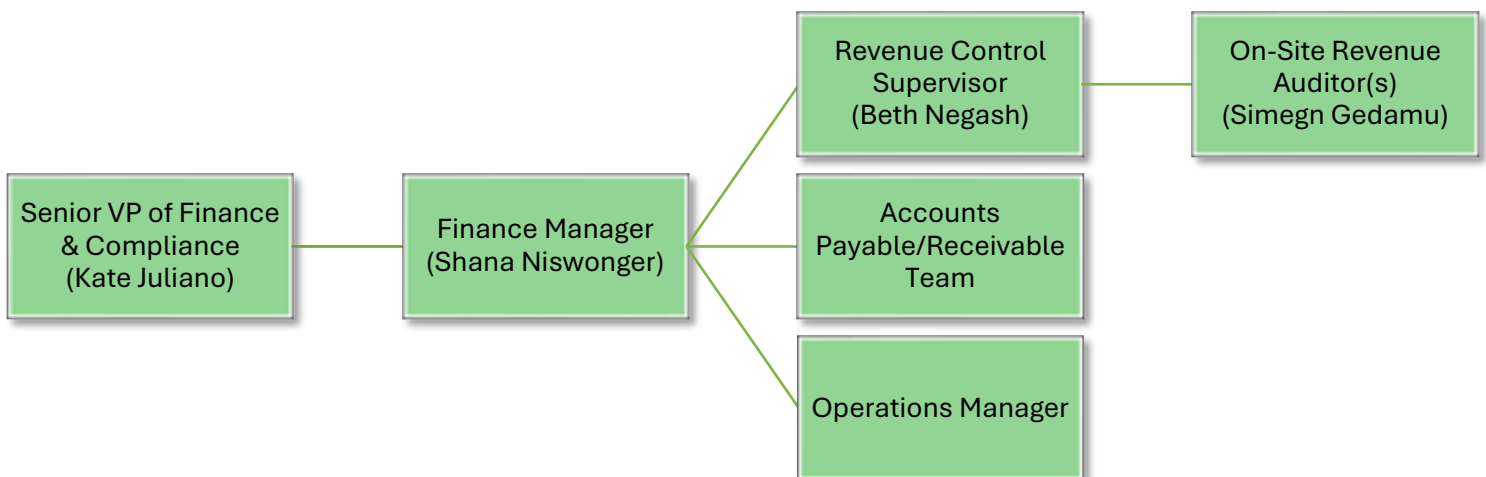 Senior VP of Finance
& Compliance
(Kate Juliano)
Finance Manager
(Shana Niswonger)
Revenue Control
Supervisor
(Beth Negash)
On-Site Revenue
Auditor(s)
(Simegn Gedamu)
Accounts
Payable/Receivable
Team
Operations Manager